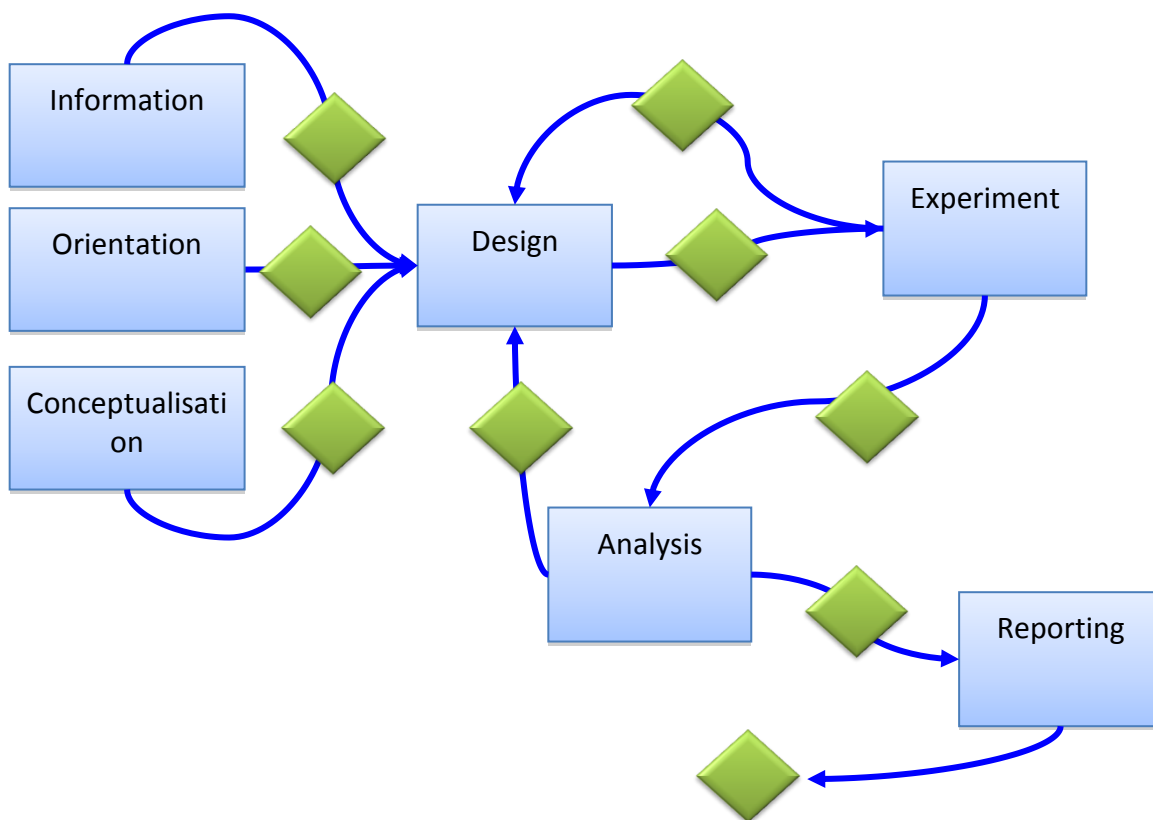 Information
Orientation
Conceptualisati
on
Design
Experiment
Analysis
Reporting